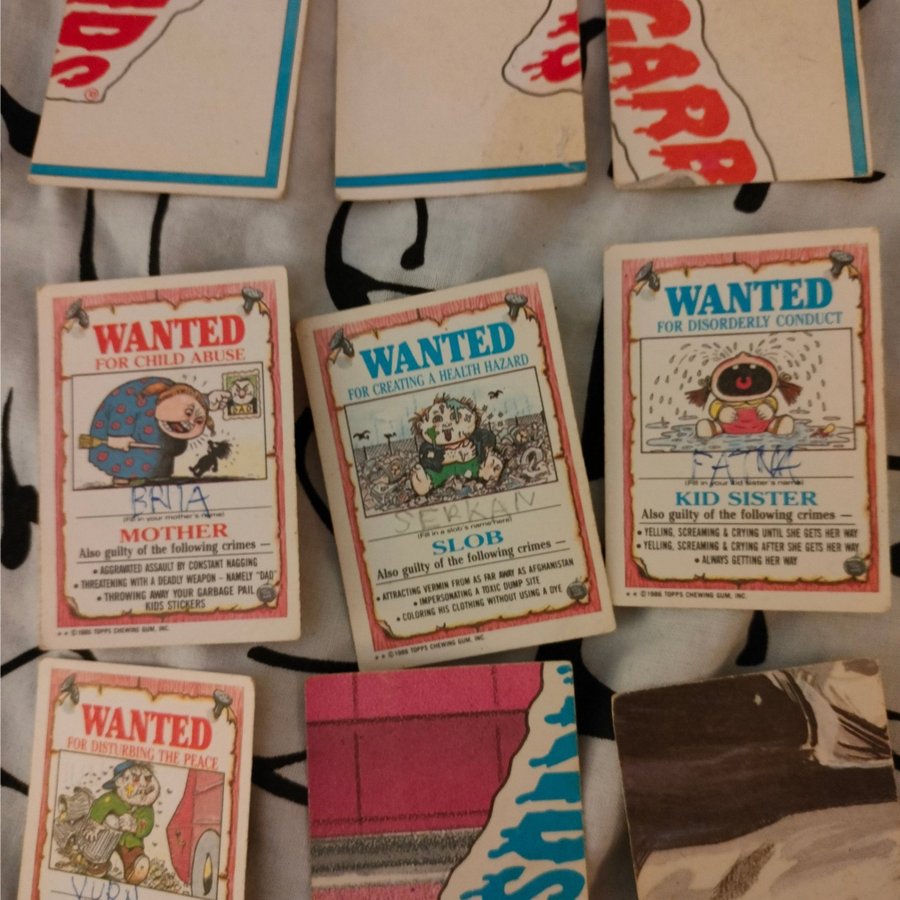 IDS
®
S
GARB
WANTED
FOR CHILD ABUSE
DAD
BRITA
(Fill in your mother's name)
MOTHER
Also guilty of the following crimes —
• AGGRAVATED ASSAULT BY CONSTANT NAGGING
• THREATENING WITH A DEADLY WEAPON - NAMELY "DAD"
• THROWING AWAY YOUR GARBAGE PAIL
KIDS STICKERS
** © 1986 TOPPS CHEWING GUM, INC.
WANTED
FOR CREATING A HEALTH HAZARD
SERKAN
(Fill in a slob's name here)
SLOB
Also guilty of the following crimes —
• ATTRACTING VERMIN FROM AS FAR AWAY AS AFGHANISTAN
• IMPERSONATING A TOXIC DUMP SITE
• COLORING HIS CLOTHING WITHOUT USING A DYE
** © 1986 TOPPS CHEWING GUM, INC.
WANTED
FOR DISORDERLY CONDUCT
FATMA
(Fill in your kid sister's name)
KID SISTER
Also guilty of the following crimes —
• YELLING, SCREAMING & CRYING UNTIL SHE GETS HER WAY
• YELLING, SCREAMING & CRYING AFTER SHE GETS HER WAY
• ALWAYS GETTING HER WAY
** © 1986 TOPPS CHEWING GUM, INC.
WANTED
FOR DISTURBING THE PEACE